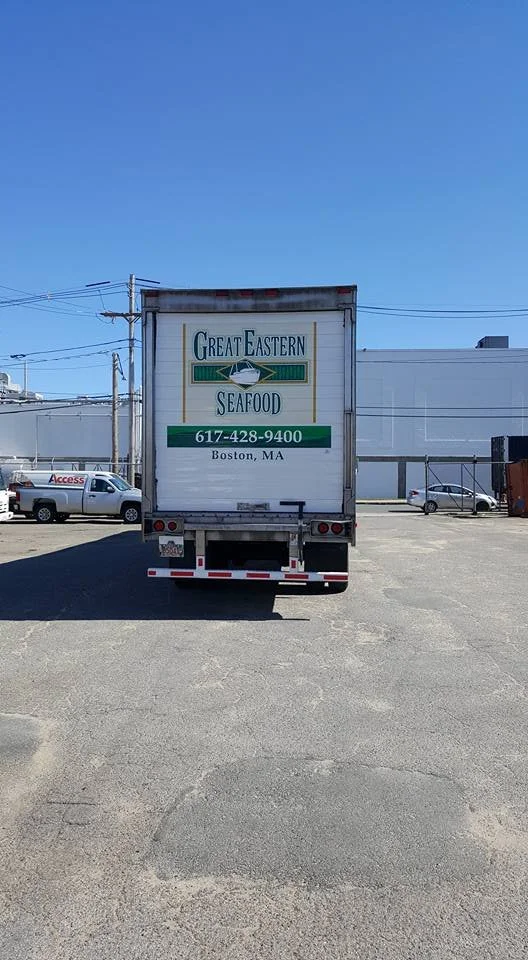 GREAT EASTERN
SEAFOOD
617-428-9400
Boston, MA
Access